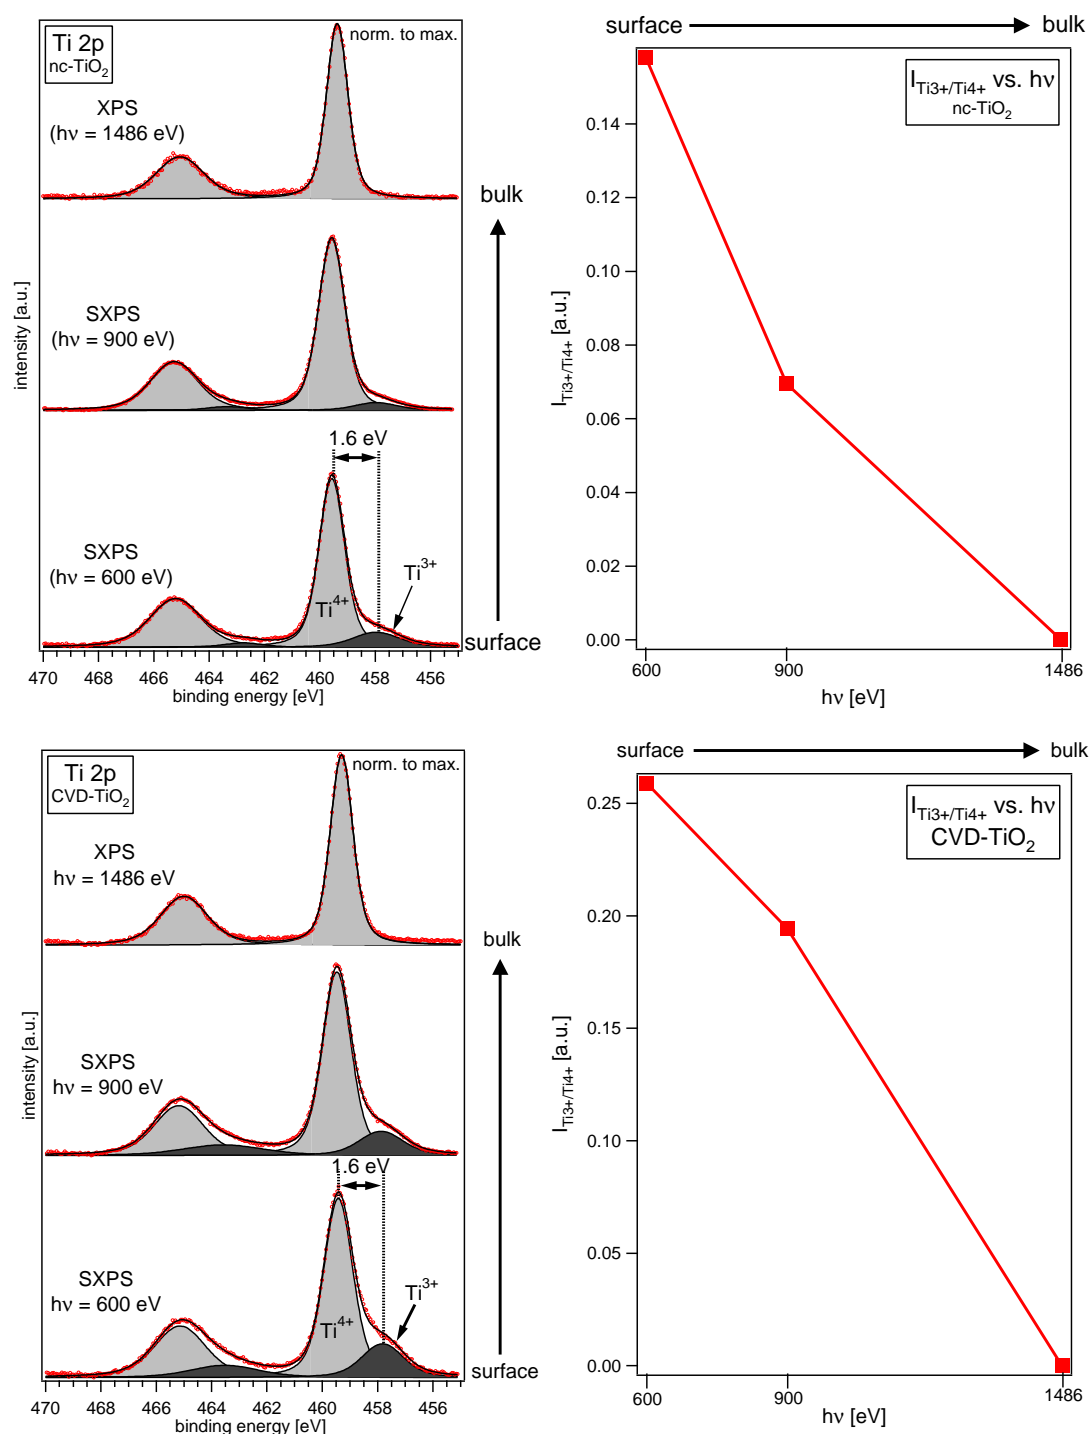 Ti 2p
nc-TiO2
norm. to max.
XPS
(hν = 1486 eV)
SXPS
(hν = 900 eV)
1.6 eV
SXPS
(hν = 600 eV)
Ti4+
Ti3+
bulk
surface
intensity [a.u.]
470 468 466 464 462 460 458 456
binding energy [eV]
surface bulk
ITi3+/Ti4+ vs. hν
nc-TiO2
0.14
0.12
0.10
0.08
0.06
0.04
0.02
0.00
ITi3+/Ti4+ [a.u.]
600 900 1486
hν [eV]
Ti 2p
CVD-TiO2
norm. to max.
XPS
hν = 1486 eV
SXPS
hν = 900 eV
1.6 eV
SXPS
hν = 600 eV
Ti4+
Ti3+
bulk
surface
intensity [a.u.]
470 468 466 464 462 460 458 456
binding energy [eV]
surface bulk
ITi3+/Ti4+ vs. hν
CVD-TiO2
0.25
0.20
0.15
0.10
0.05
0.00
ITi3+/Ti4+ [a.u.]
600 900 1486
hν [eV]